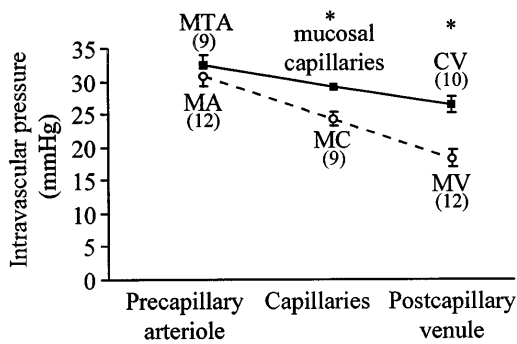 Intravascular pressure
(mmHg)
35
30
25
20
15
10
5
0
MTA
(9)
MA
(12)
*
mucosal
capillaries
MC
(9)
*
CV
(10)
MV
(12)
Precapillary
arteriole
Capillaries
Postcapillary
venule